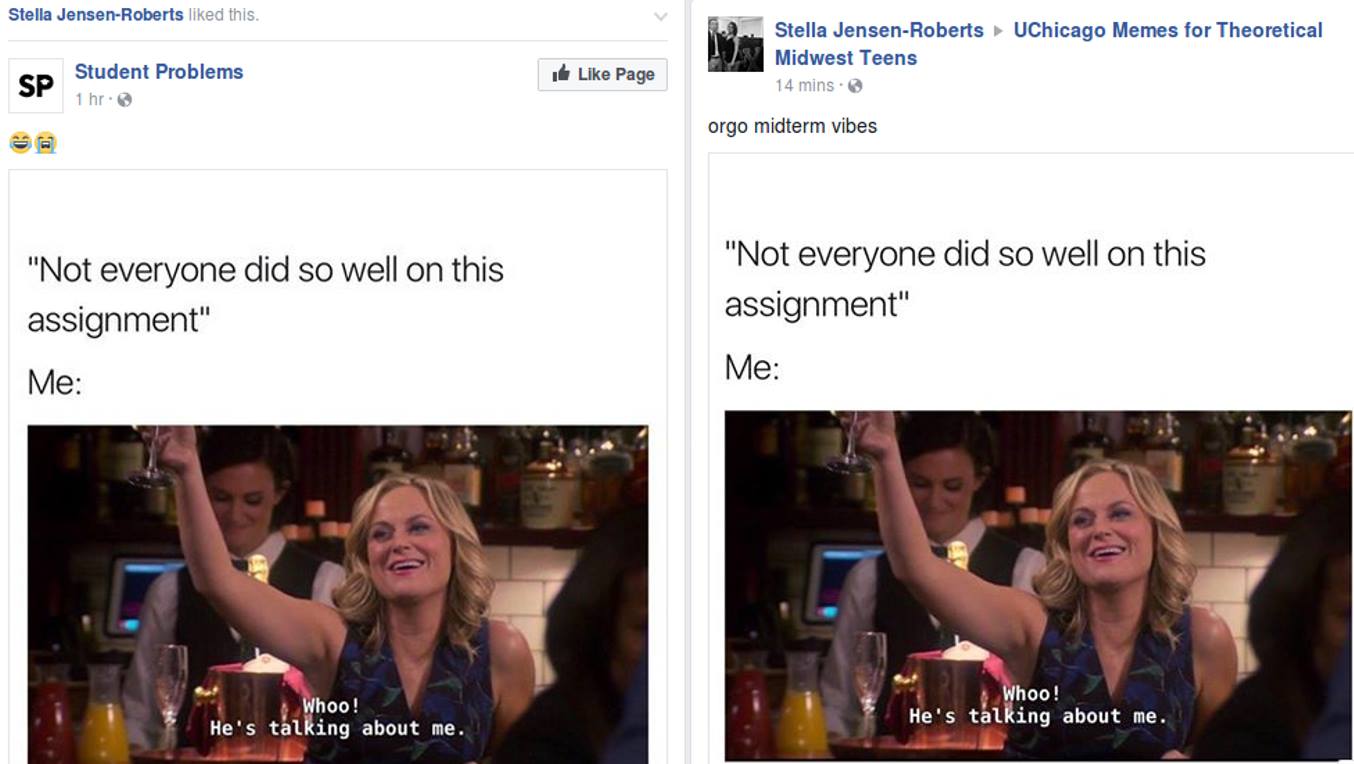 Stella Jensen-Roberts liked this.
SP
Student Problems
Like Page
1 hr ·
"Not everyone did so well on this
assignment"
Me:
Whoo!
He's talking about me.
Stella Jensen-Roberts ▸ UChicago Memes for Theoretical
Midwest Teens
14 mins ·
orgo midterm vibes
"Not everyone did so well on this
assignment"
Me:
Whoo!
He's talking about me.